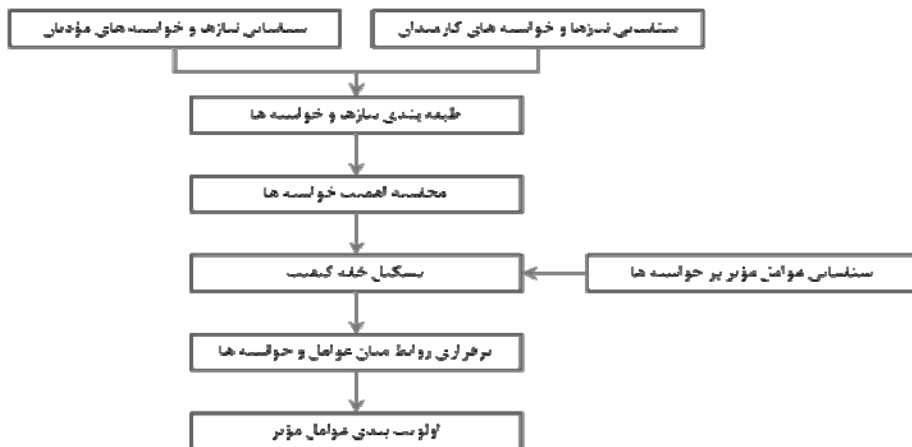 شناسایی نیازها و خواسته های کارمندان
شناسایی نیازها و خواسته های مؤدیان
طبقه بندی نیازها و خواسته ها
محاسبه اهمیت خواسته ها
تشکیل خانه کیفیت
شناسایی عوامل مؤثر بر خواسته ها
برقراری روابط میان عوامل و خواسته ها
اولویت بندی عوامل مؤثر